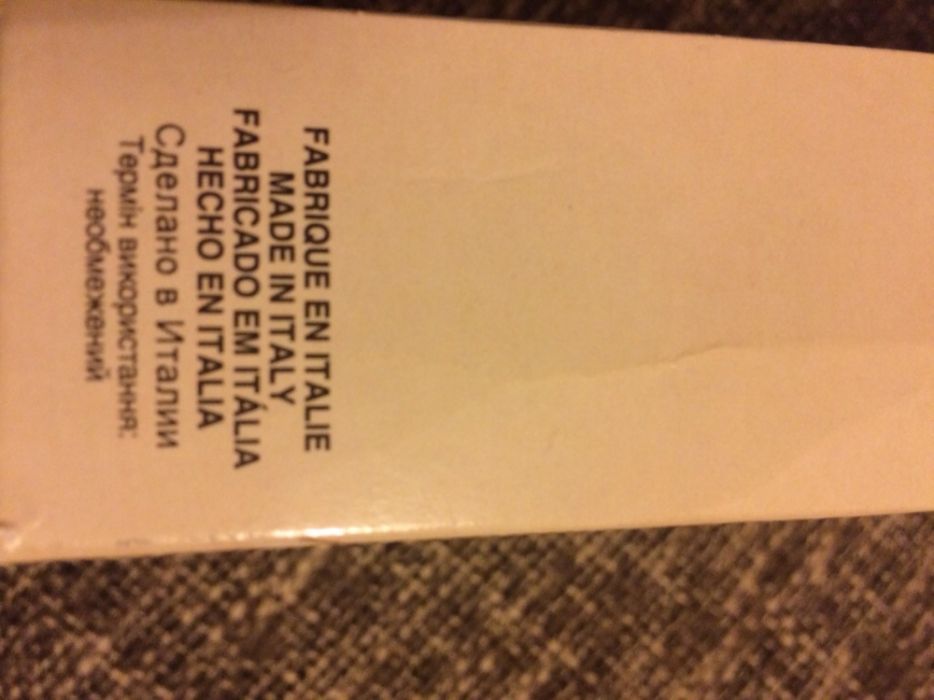 FABRIQUE EN ITALIE
MADE IN ITALY
FABRICADO EM ITÁLIA
HECHO EN ITALIA
Сделано в Италии
Термін використання:
необмежений